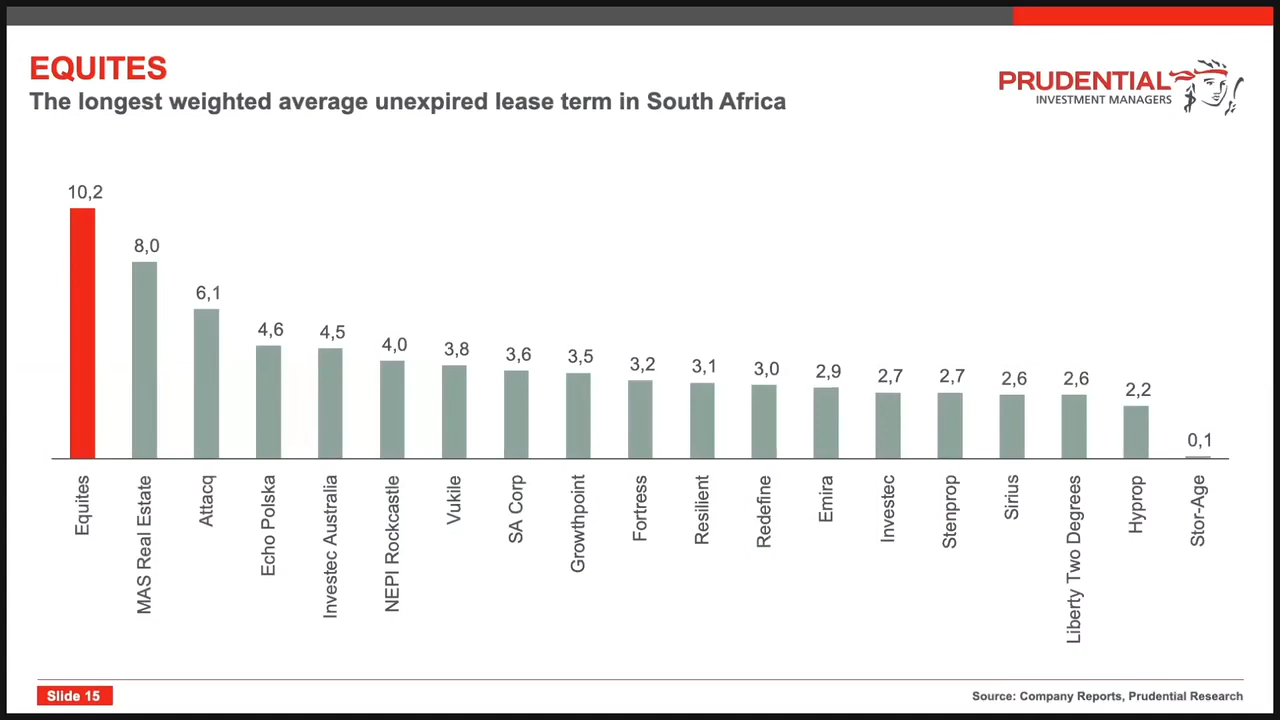 EQUITES
The longest weighted average unexpired lease term in South Africa
PRUDENTIAL
INVESTMENT MANAGERS
10,2
8,0
6,1
4,6
4,5
4,0
3,8
3,6
3,5
3,2
3,1
3,0
2,9
2,7
2,7
2,6
2,6
2,2
0,1
Equites
MAS Real Estate
Attacq
Echo Polska
Investec Australia
NEPI Rockcastle
Vukile
SA Corp
Growthpoint
Fortress
Resilient
Redefine
Emira
Investec
Stenprop
Sirius
Liberty Two Degrees
Hyprop
Stor-Age
Slide 15
Source: Company Reports, Prudential Research